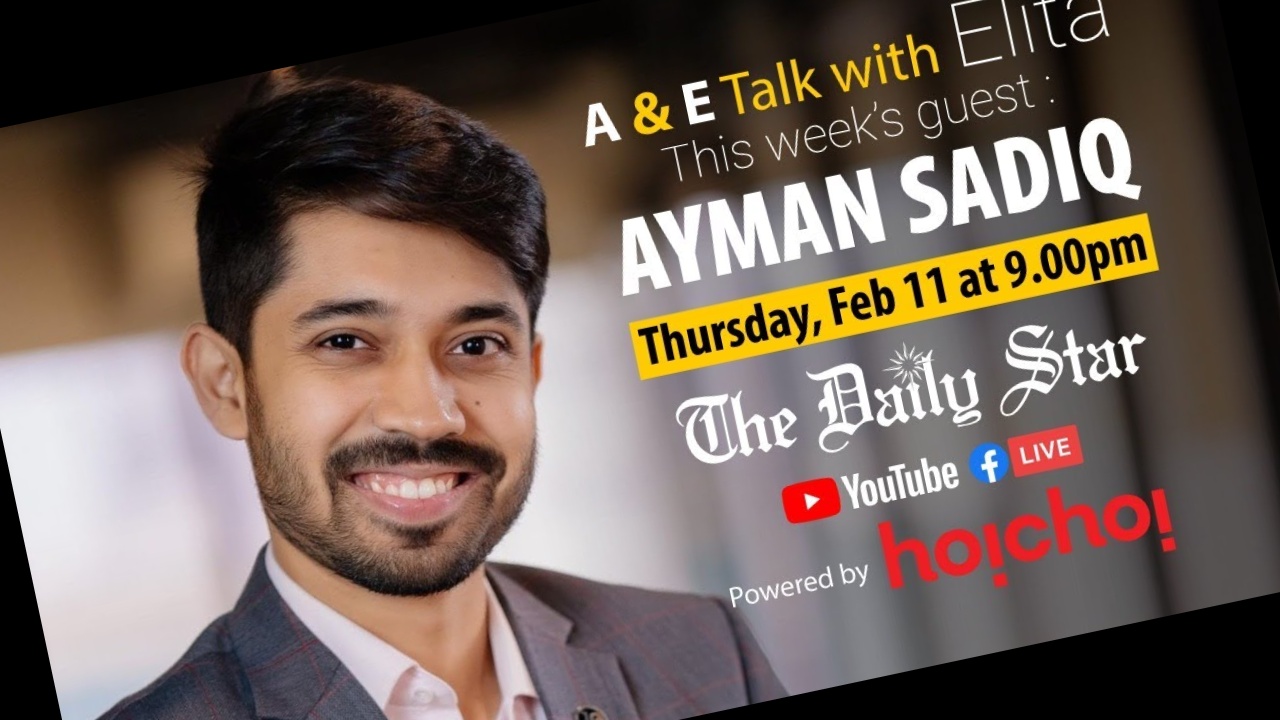 A & E Talk with Elita
This week's guest :
AYMAN SADIQ
Thursday, Feb 11 at 9.00pm
The Daily Star
YouTube f LIVE
Powered by hoichoi